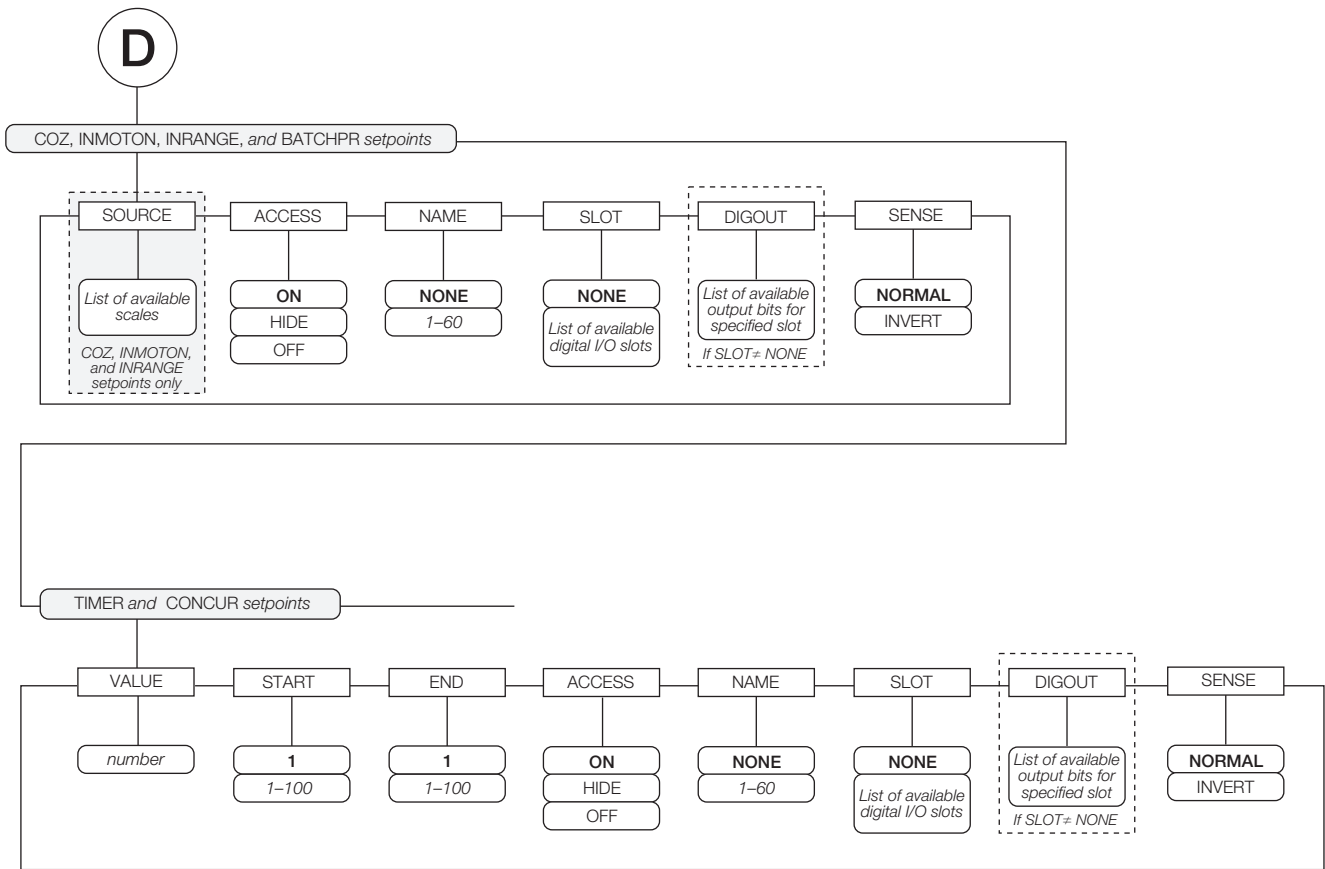 D
COZ, INMOTON, INRANGE, and BATCHPR setpoints
SOURCE
ACCESS
NAME
SLOT
DIGOUT
SENSE
List of available
scales
COZ, INMOTON,
and INRANGE
setpoints only
ON
HIDE
OFF
NONE
1–60
NONE
List of available
digital I/O slots
List of available
output bits for
specified slot
If SLOT≠ NONE
NORMAL
INVERT
TIMER and CONCUR setpoints
VALUE
START
END
ACCESS
NAME
SLOT
DIGOUT
SENSE
number
1
1–100
1
1–100
ON
HIDE
OFF
NONE
1–60
NONE
List of available
digital I/O slots
List of available
output bits for
specified slot
If SLOT≠ NONE
NORMAL
INVERT